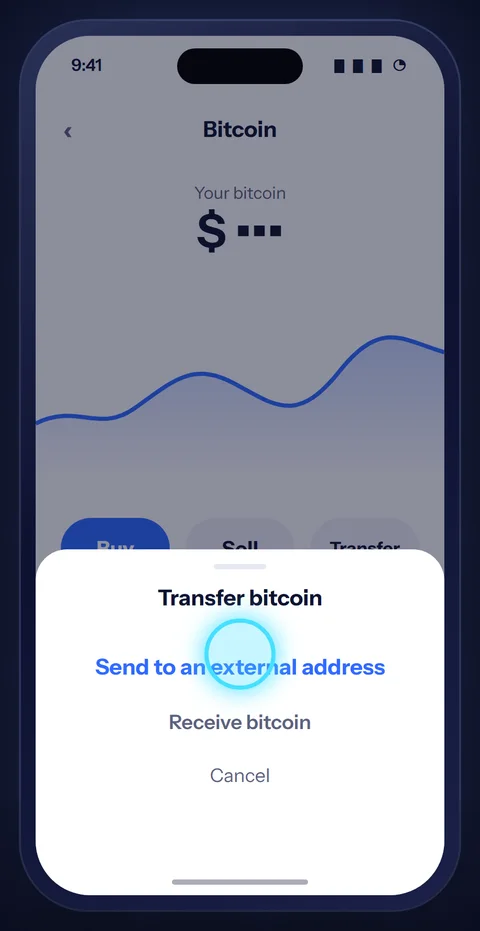 9:41
‹ Bitcoin
Your bitcoin
$
Buy Sell Transfer
Transfer bitcoin
Send to an external address
Receive bitcoin
Cancel